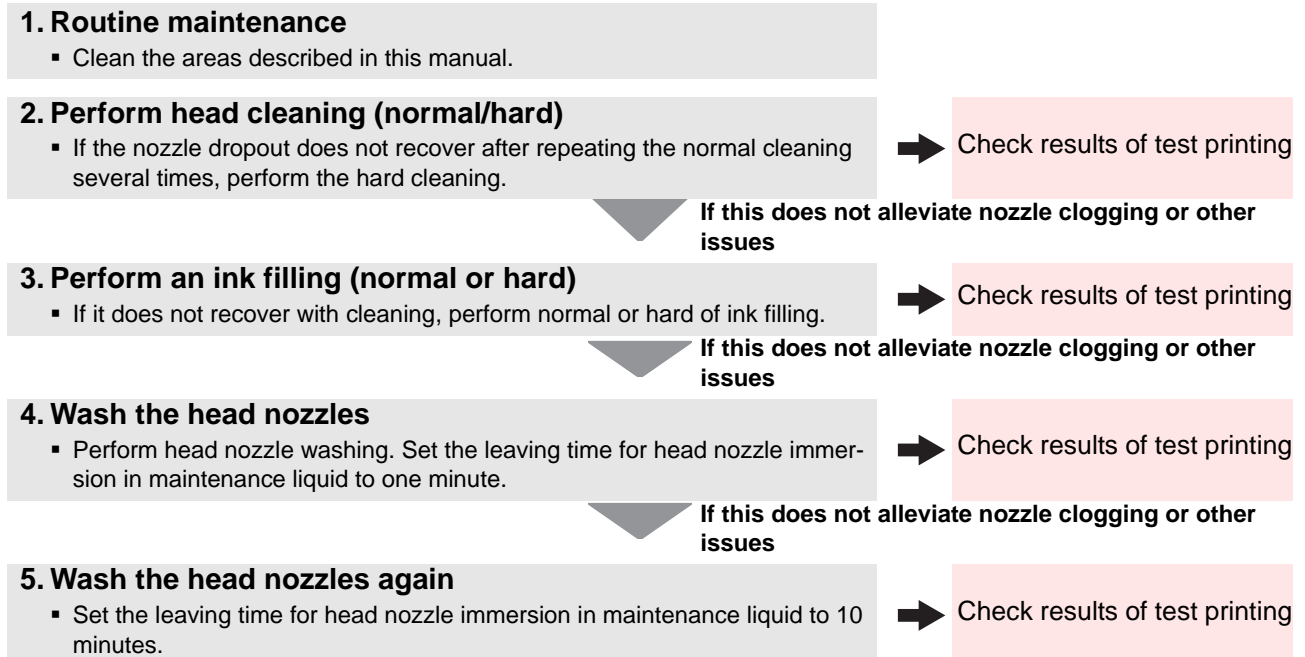 1. Routine maintenance
▪ Clean the areas described in this manual.
2. Perform head cleaning (normal/hard)
▪ If the nozzle dropout does not recover after repeating the normal cleaning
several times, perform the hard cleaning.
Check results of test printing
If this does not alleviate nozzle clogging or other
issues
3. Perform an ink filling (normal or hard)
▪ If it does not recover with cleaning, perform normal or hard of ink filling.
Check results of test printing
If this does not alleviate nozzle clogging or other
issues
4. Wash the head nozzles
▪ Perform head nozzle washing. Set the leaving time for head nozzle immer-
sion in maintenance liquid to one minute.
Check results of test printing
If this does not alleviate nozzle clogging or other
issues
5. Wash the head nozzles again
▪ Set the leaving time for head nozzle immersion in maintenance liquid to 10
minutes.
Check results of test printing